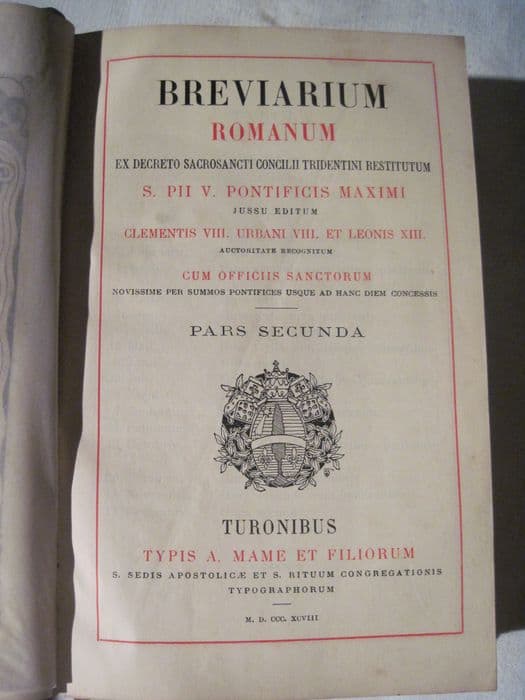 BREVIARIUM
ROMANUM
EX DECRETO SACROSANCTI CONCILII TRIDENTINI RESTITUTUM
S. PII V. PONTIFICIS MAXIMI
JUSSU EDITUM
CLEMENTIS VIII. URBANI VIII. ET LEONIS XIII.
AUCTORITATE RECOGNITUM
CUM OFFICIIS SANCTORUM
NOVISSIME PER SUMMOS PONTIFICES USQUE AD HANC DIEM CONCESSIS
PARS SECUNDA
TURONIBUS
TYPIS A. MAME ET FILIORUM
S. SEDIS APOSTOLICÆ ET S. RITUUM CONGREGATIONIS
TYPOGRAPHORUM
M. D. CCC. XCVIII